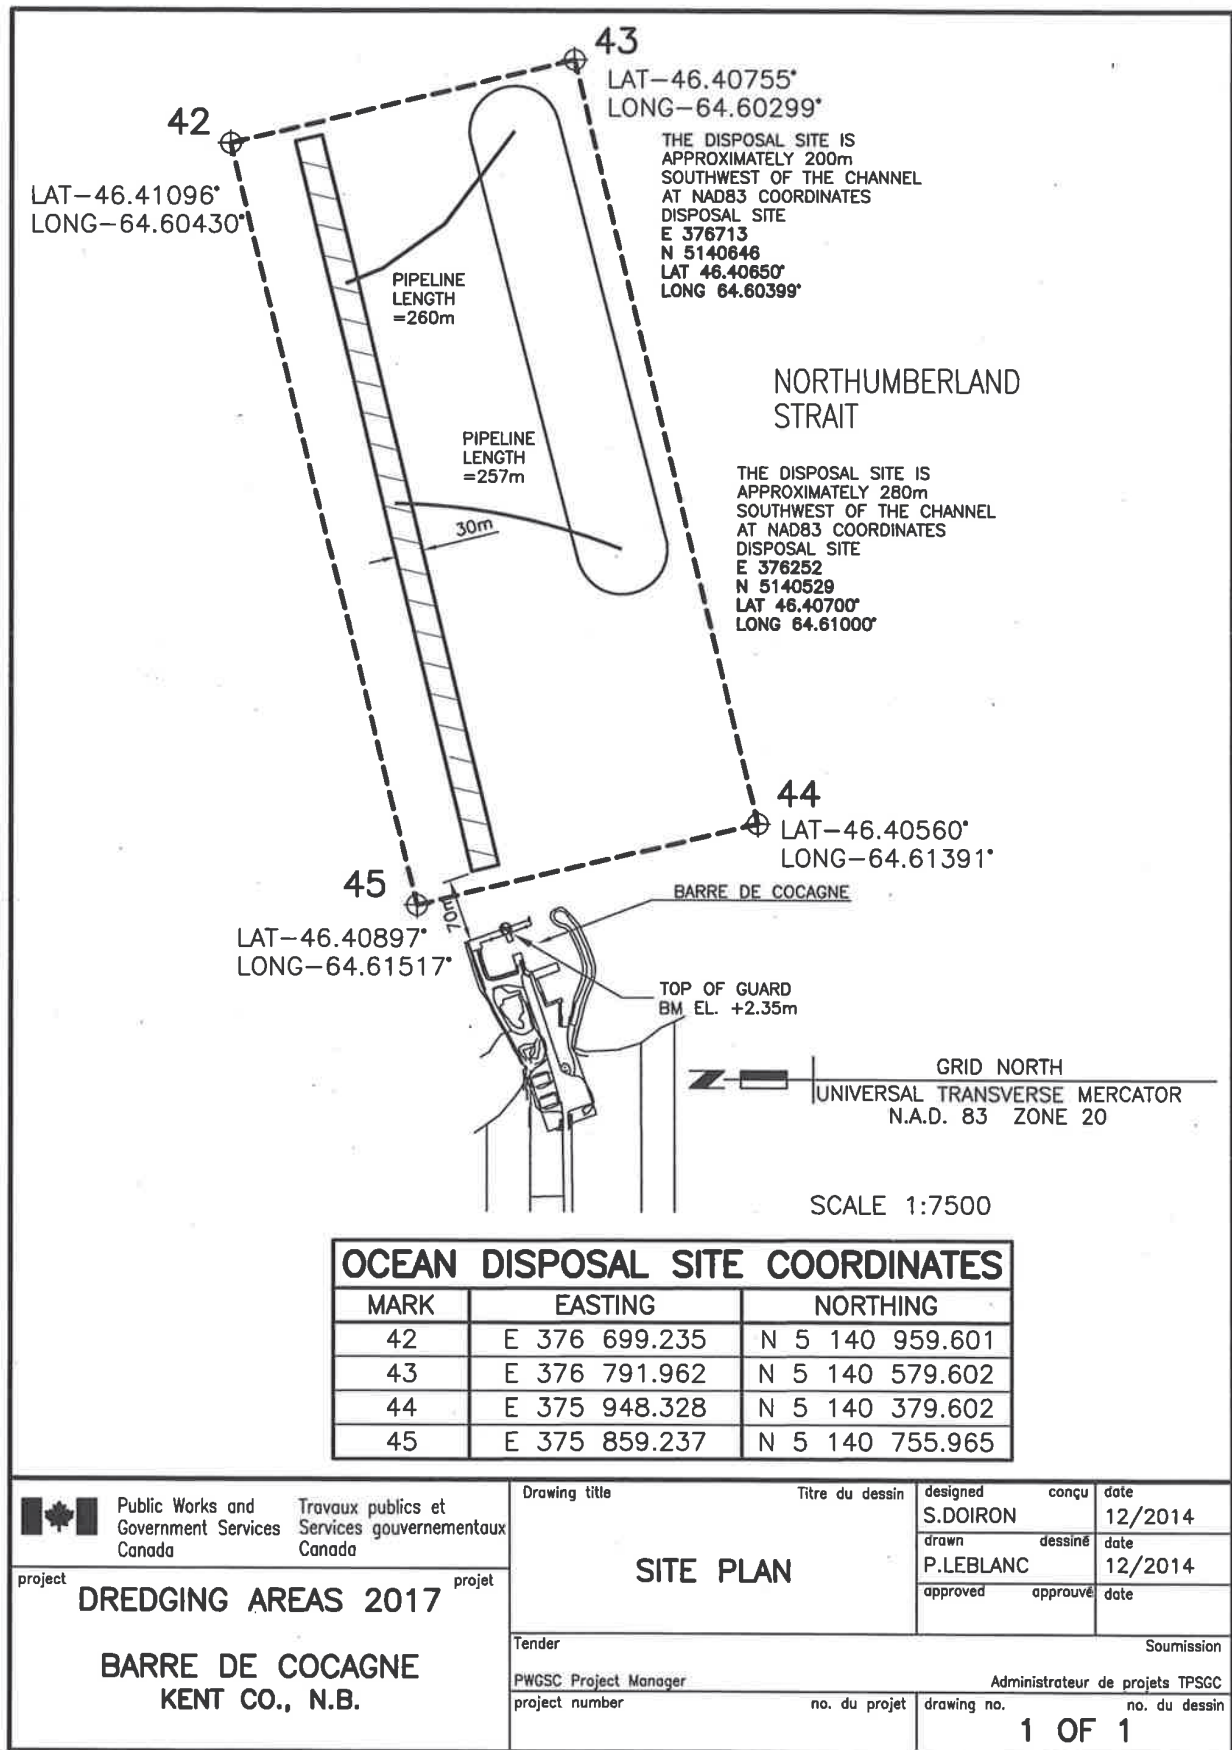 43
LAT-46.40755°
LONG-64.60299°
42
LAT-46.41096°
LONG-64.60430°
THE DISPOSAL SITE IS
APPROXIMATELY 200m
SOUTHWEST OF THE CHANNEL
AT NAD83 COORDINATES
DISPOSAL SITE
E 376713
N 5140646
LAT 46.40650°
LONG 64.60399°
PIPELINE
LENGTH
=260m
NORTHUMBERLAND
STRAIT
PIPELINE
LENGTH
=257m
30m
THE DISPOSAL SITE IS
APPROXIMATELY 280m
SOUTHWEST OF THE CHANNEL
AT NAD83 COORDINATES
DISPOSAL SITE
E 376252
N 5140529
LAT 46.40700°
LONG 64.61000°
44
LAT-46.40560°
LONG-64.61391°
45
LAT-46.40897°
LONG-64.61517°
70m
BARRE DE COCAGNE
TOP OF GUARD
BM EL. +2.35m
Z
GRID NORTH
UNIVERSAL TRANSVERSE MERCATOR
N.A.D. 83 ZONE 20
SCALE 1:7500
OCEAN DISPOSAL SITE COORDINATES
MARK EASTING NORTHING
42 E 376 699.235 N 5 140 959.601
43 E 376 791.962 N 5 140 579.602
44 E 375 948.328 N 5 140 379.602
45 E 375 859.237 N 5 140 755.965
Public Works and
Government Services
Canada
Travaux publics et
Services gouvernementaux
Canada
project projet
DREDGING AREAS 2017
BARRE DE COCAGNE
KENT CO., N.B.
Drawing title Titre du dessin
SITE PLAN
designed conçu date
S.DOIRON 12/2014
drawn dessiné date
P.LEBLANC 12/2014
approved approuvé date
Tender Soumission
PWGSC Project Manager Administrateur de projets TPSGC
project number no. du projet
drawing no. no. du dessin
1 OF 1